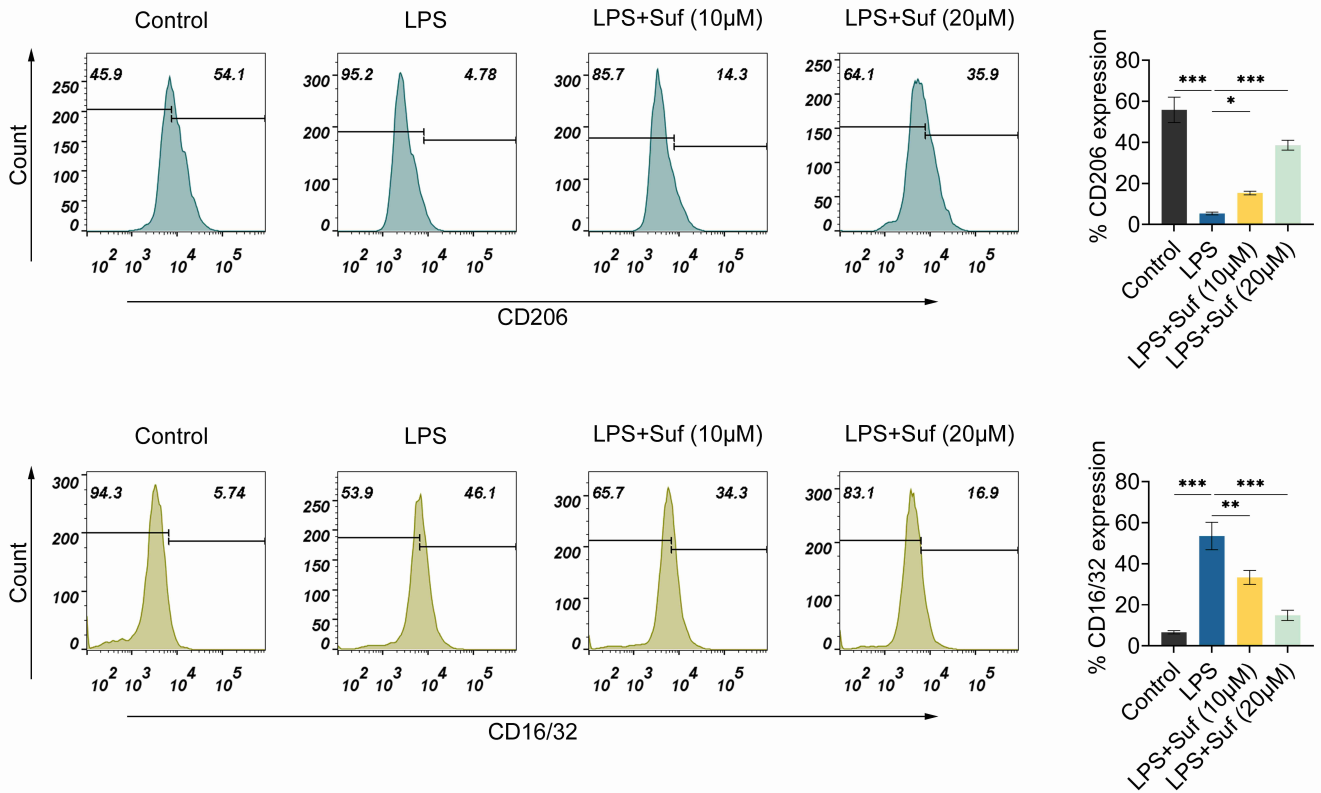 Control
LPS
LPS+Suf (10μM)
LPS+Suf (20μM)
Count
45.9 54.1
250
200
150
100
50
0
10^2 10^3 10^4 10^5
95.2 4.78
300
200
100
0
10^2 10^3 10^4 10^5
85.7 14.3
300
200
100
0
10^2 10^3 10^4 10^5
64.1 35.9
250
200
150
100
50
0
10^2 10^3 10^4 10^5
CD206
% CD206 expression
80
60
40
20
0
*** ***
*
Control
LPS
LPS+Suf (10μM)
LPS+Suf (20μM)
Control
LPS
LPS+Suf (10μM)
LPS+Suf (20μM)
Count
94.3 5.74
300
200
100
0
10^2 10^3 10^4 10^5
53.9 46.1
250
200
150
100
50
0
10^2 10^3 10^4 10^5
65.7 34.3
300
200
100
0
10^2 10^3 10^4 10^5
83.1 16.9
300
200
100
0
10^2 10^3 10^4 10^5
CD16/32
% CD16/32 expression
80
60
40
20
0
*** ***
**
Control
LPS
LPS+Suf (10μM)
LPS+Suf (20μM)